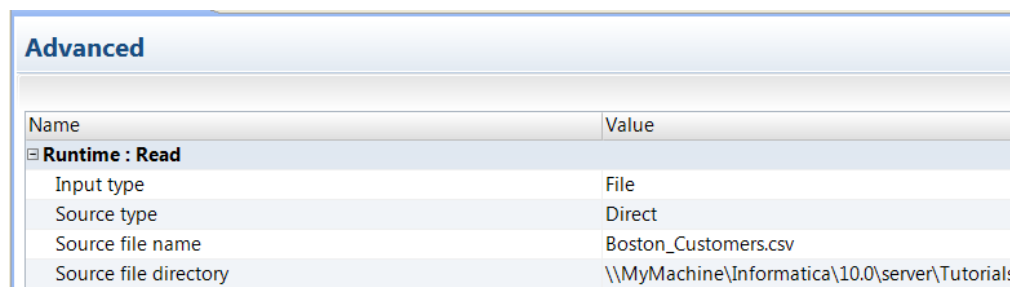 Advanced
Name Value
Runtime : Read
Input type File
Source type Direct
Source file name Boston_Customers.csv
Source file directory \\MyMachine\Informatica\10.0\server\Tutorials